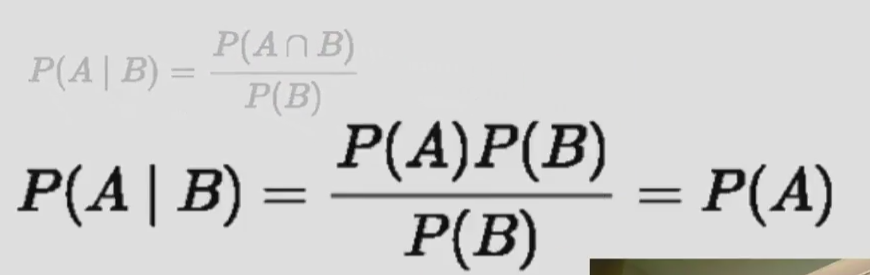 P(A | B) = P(A ∩ B) / P(B)
P(A | B) = P(A)P(B) / P(B) = P(A)